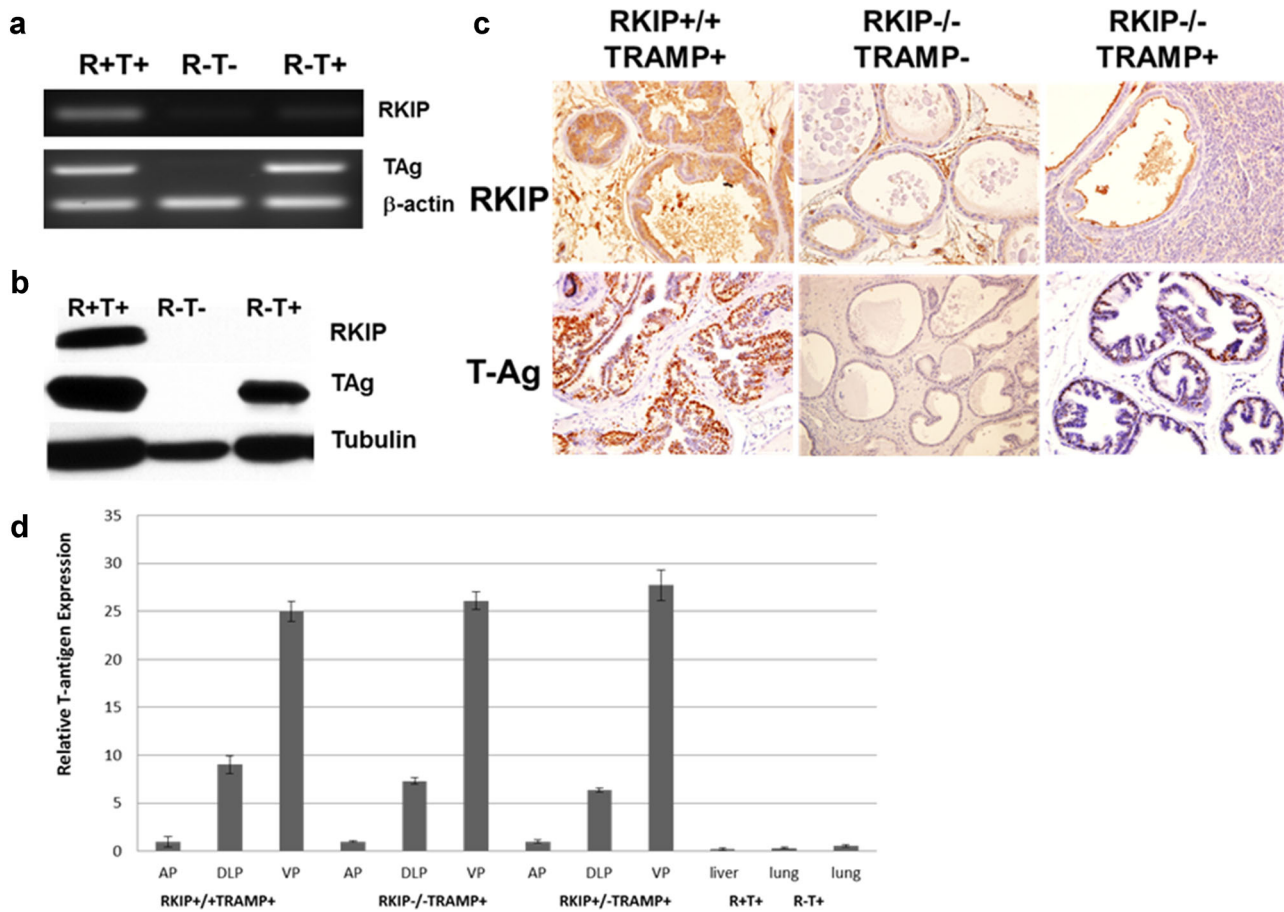 a
R+T+ R-T- R-T+
RKIP
TAg
β-actin
b
R+T+ R-T- R-T+
RKIP
TAg
Tubulin
c
RKIP+/+ RKIP-/- RKIP-/-
TRAMP+ TRAMP- TRAMP+
RKIP
T-Ag
d
Relative T-antigen Expression
35
30
25
20
15
10
5
0
AP DLP VP AP DLP VP AP DLP VP liver lung lung
RKIP+/+TRAMP+ RKIP-/-TRAMP+ RKIP+/-TRAMP+ R+T+ R-T+